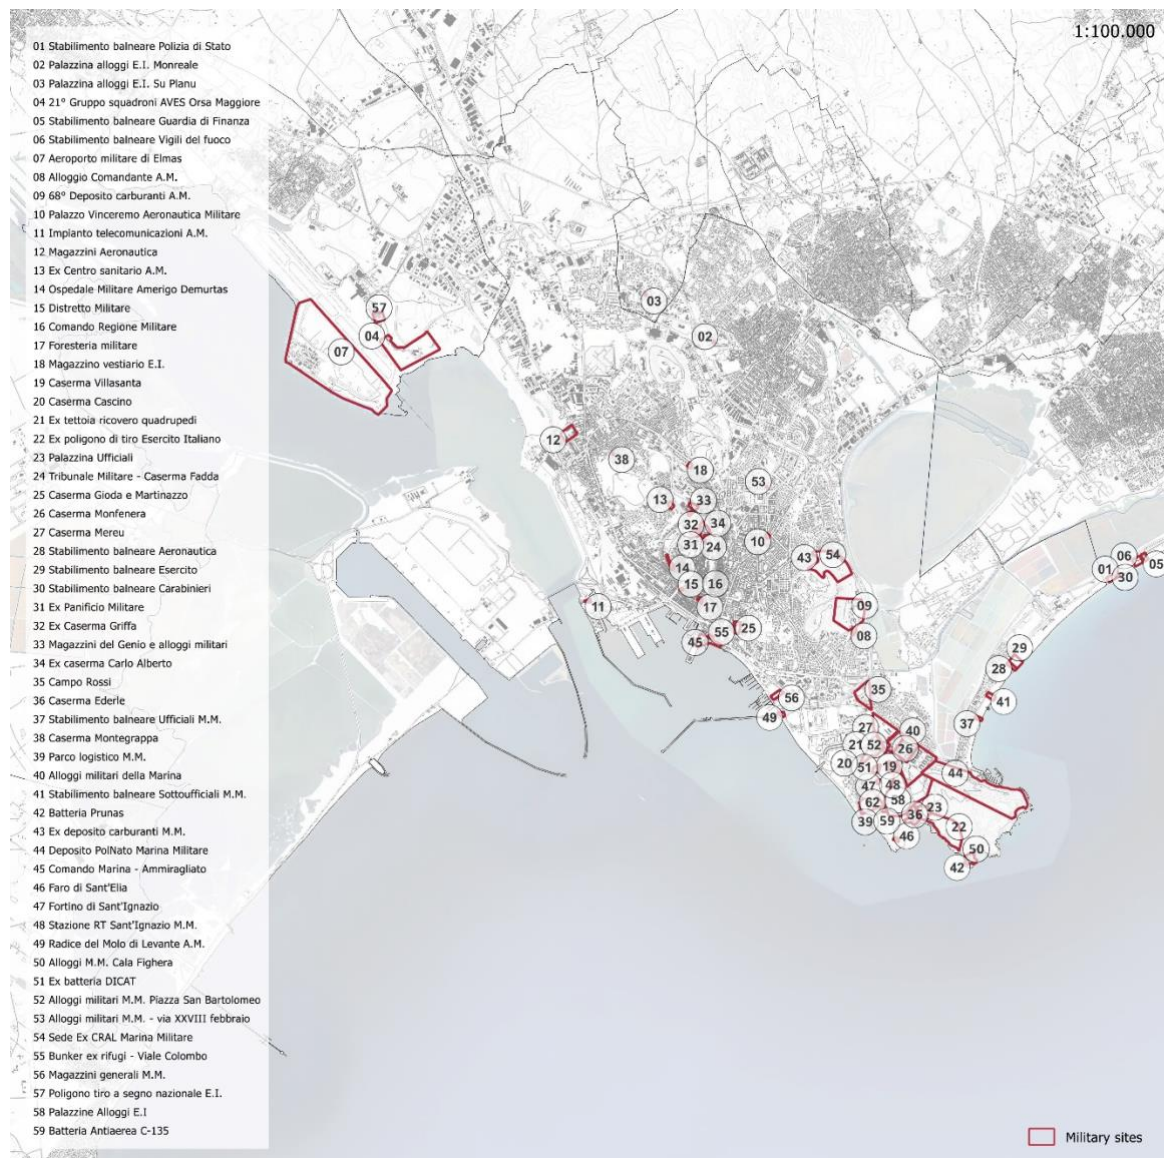 1:100.000
01 Stabilimento balneare Polizia di Stato
02 Palazzina alloggi E.I. Monreale
03 Palazzina alloggi E.I. Su Planu
04 21° Gruppo squadroni AVES Orsa Maggiore
05 Stabilimento balneare Guardia di Finanza
06 Stabilimento balneare Vigili del fuoco
07 Aeroporto militare di Elmas
08 Alloggio Comandante A.M.
09 68° Deposito carburanti A.M.
10 Palazzo Vinceremo Aeronautica Militare
11 Impianto telecomunicazioni A.M.
12 Magazzini Aeronautica
13 Ex Centro sanitario A.M.
14 Ospedale Militare Amerigo Demurtas
15 Distretto Militare
16 Comando Regione Militare
17 Foresteria militare
18 Magazzino vestiario E.I.
19 Caserma Villasanta
20 Caserma Cascino
21 Ex tettoia ricovero quadrupedi
22 Ex poligono di tiro Esercito Italiano
23 Palazzina Ufficiali
24 Tribunale Militare - Caserma Fadda
25 Caserma Gioda e Martinazzo
26 Caserma Monfenera
27 Caserma Mereu
28 Stabilimento balneare Aeronautica
29 Stabilimento balneare Esercito
30 Stabilimento balneare Carabinieri
31 Ex Panificio Militare
32 Ex Caserma Griffa
33 Magazzini del Genio e alloggi militari
34 Ex caserma Carlo Alberto
35 Campo Rossi
36 Caserma Ederle
37 Stabilimento balneare Ufficiali M.M.
38 Caserma Montegrappa
39 Parco logistico M.M.
40 Alloggi militari della Marina
41 Stabilimento balneare Sottoufficiali M.M.
42 Batteria Prunas
43 Ex deposito carburanti M.M.
44 Deposito PolNato Marina Militare
45 Comando Marina - Ammiragliato
46 Faro di Sant'Elia
47 Fortino di Sant'Ignazio
48 Stazione RT Sant'Ignazio M.M.
49 Radice del Molo di Levante A.M.
50 Alloggi M.M. Cala Fighera
51 Ex batteria DICAT
52 Alloggi militari M.M. Piazza San Bartolomeo
53 Alloggi militari M.M. - via XXVIII febbraio
54 Sede Ex CRAL Marina Militare
55 Bunker ex rifugi - Viale Colombo
56 Magazzini generali M.M.
57 Poligono tiro a segno nazionale E.I.
58 Palazzine Alloggi E.I
59 Batteria Antiaerea C-135
03
57
04
02
07
12
38
18
53
13
33
32
34
31
24
10
43
54
06
01
05
30
14
15
16
11
17
09
08
55
25
45
29
28
35
56
41
49
37
27
40
21
52
26
20
51
19
44
47
48
62
58
23
39
59
36
22
46
50
42
Military sites